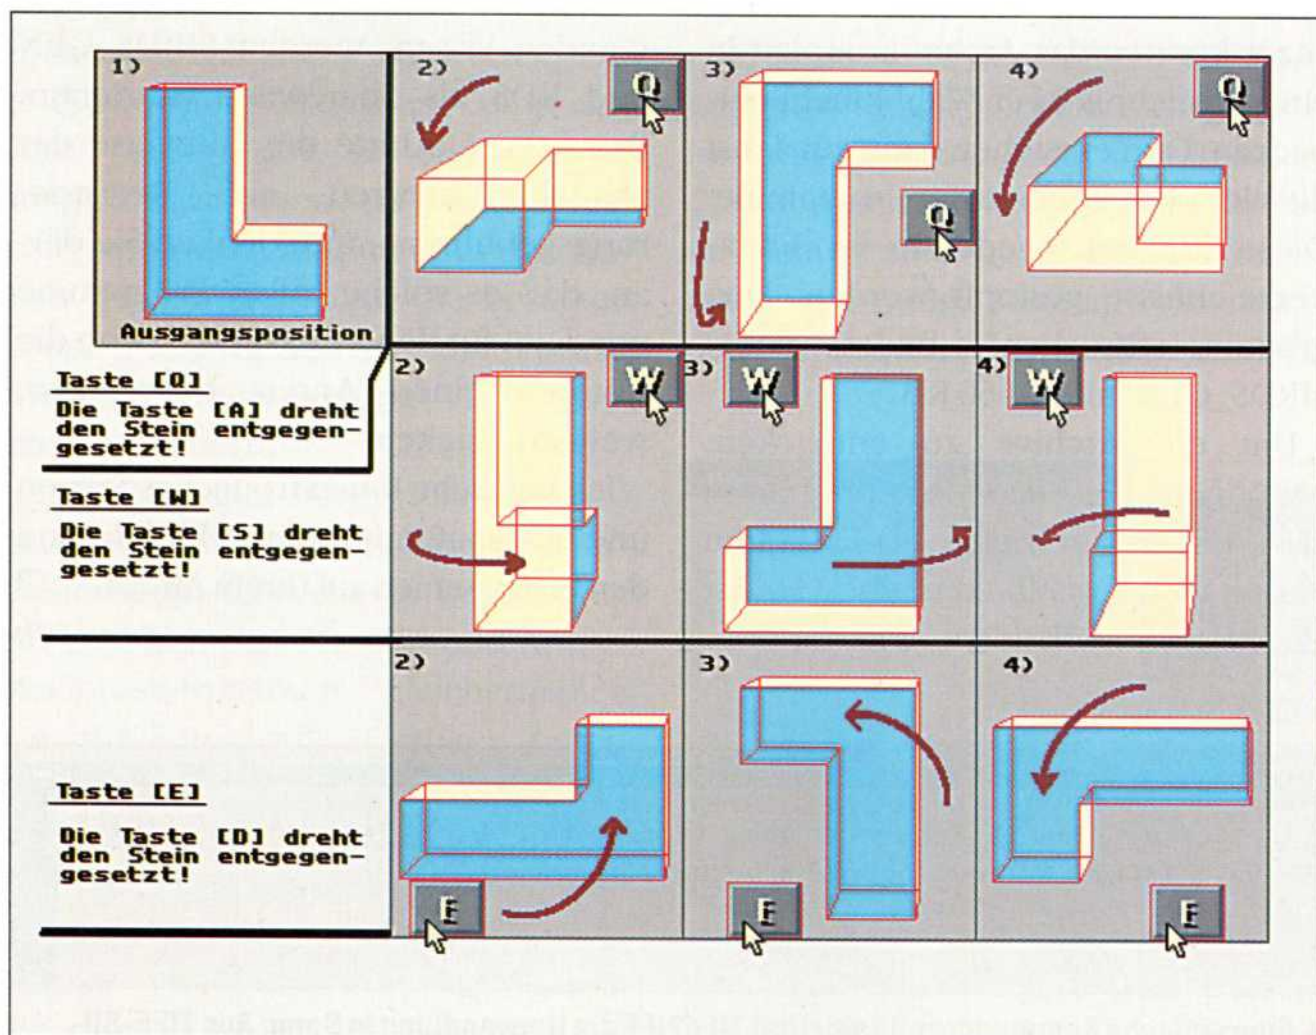 1)
Ausgangsposition
2)
Q
3)
Q
4)
Q
Taste [Q]
Die Taste [A] dreht
den Stein entgegen-
gesetzt!
2)
W
3)
W
4)
W
Taste [W]
Die Taste [S] dreht
den Stein entgegen-
gesetzt!
2)
E
3)
E
4)
E
Taste [E]
Die Taste [D] dreht
den Stein entgegen-
gesetzt!